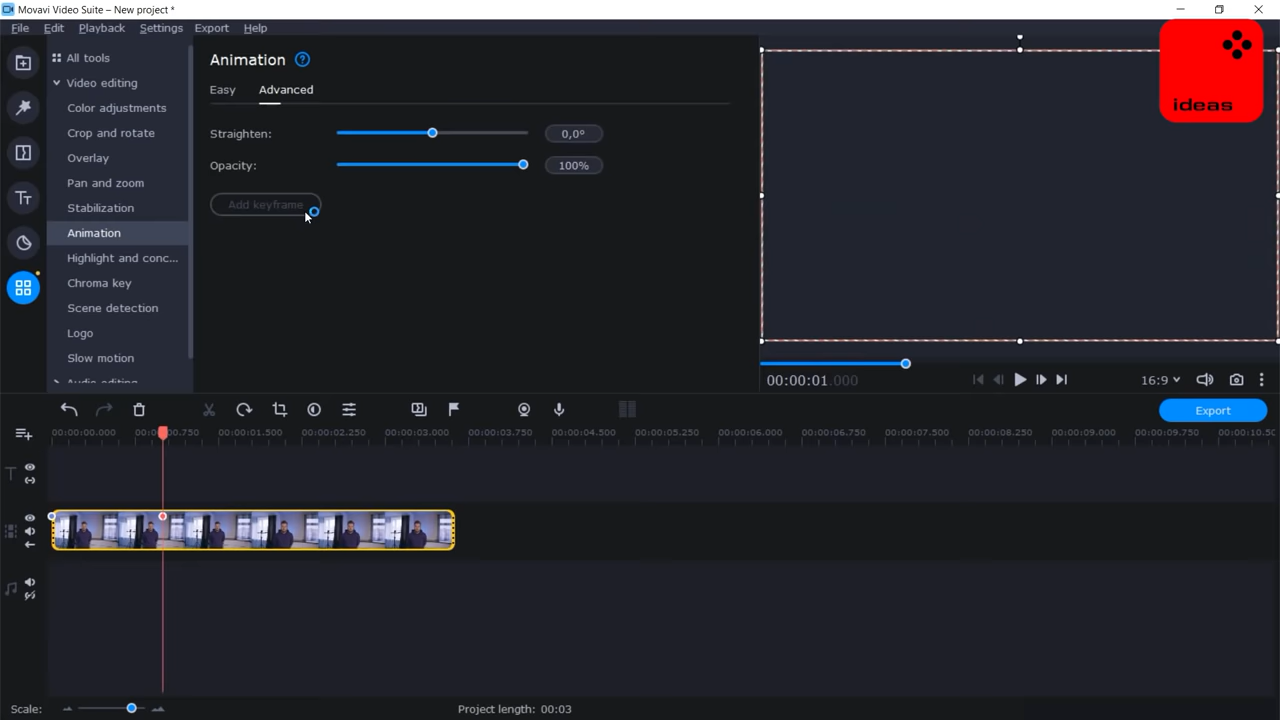 Movavi Video Suite – New project *
File Edit Playback Settings Export Help
ideas
All tools
Video editing
Color adjustments
Crop and rotate
Overlay
Pan and zoom
Stabilization
Animation
Highlight and conc...
Chroma key
Scene detection
Logo
Slow motion
Audio editing
Animation ?
Easy Advanced
Straighten: 0,0°
Opacity: 100%
Add keyframe
00:00:01.000
16:9
Export
00:00:00.000 00:00:00.750 00:00:01.500 00:00:02.250 00:00:03.000 00:00:03.750 00:00:04.500 00:00:05.250 00:00:06.000 00:00:06.750 00:00:07.500 00:00:08.250 00:00:09.000 00:00:09.750 00:00:10.50
Scale:
Project length: 00:03